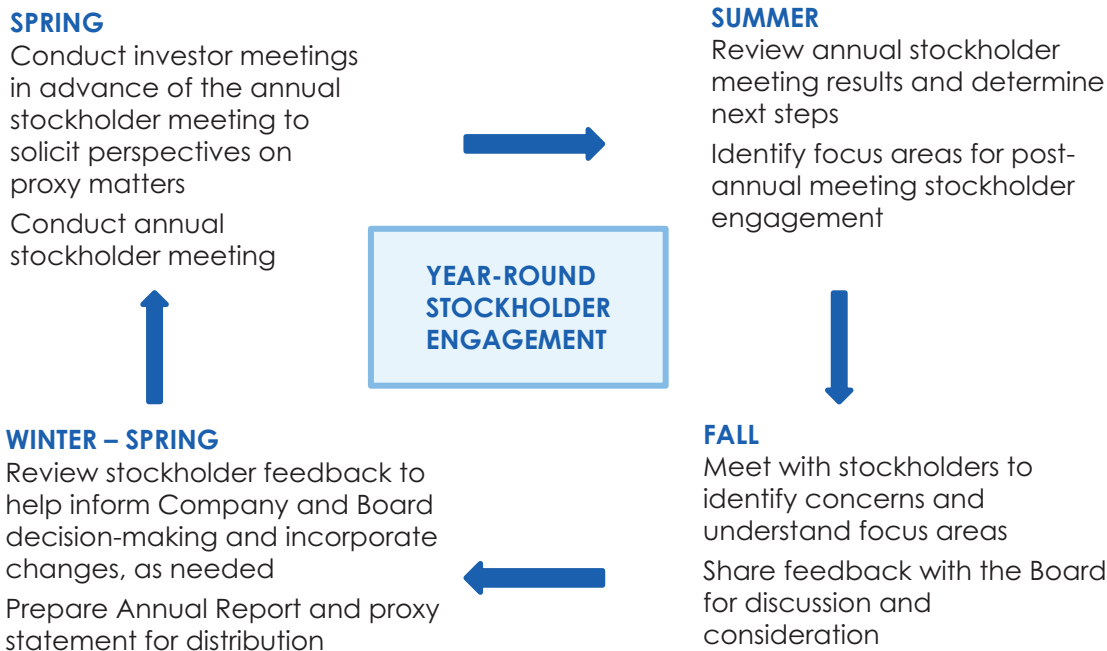 SPRING
Conduct investor meetings
in advance of the annual
stockholder meeting to
solicit perspectives on
proxy matters
Conduct annual
stockholder meeting
SUMMER
Review annual stockholder
meeting results and determine
next steps
Identify focus areas for post-
annual meeting stockholder
engagement
YEAR-ROUND
STOCKHOLDER
ENGAGEMENT
WINTER – SPRING
Review stockholder feedback to
help inform Company and Board
decision-making and incorporate
changes, as needed
Prepare Annual Report and proxy
statement for distribution
FALL
Meet with stockholders to
identify concerns and
understand focus areas
Share feedback with the Board
for discussion and
consideration